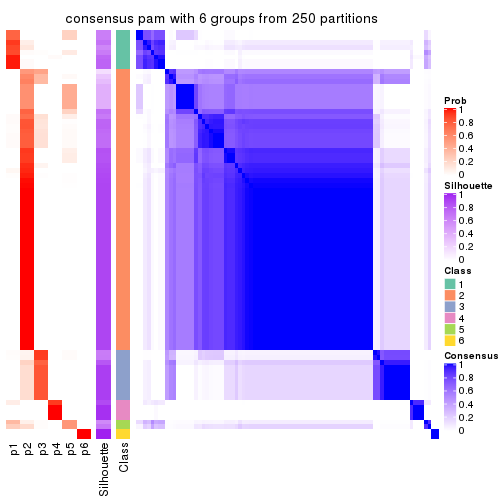 consensus pam with 6 groups from 250 partitions
Prob
1
0.8
0.6
0.4
0.2
0
Silhouette
1
0.8
0.6
0.4
0.2
0
Class
1
2
3
4
5
6
Consensus
1
0.8
0.6
0.4
0.2
0
p1
p2
p3
p4
p5
p6
Silhouette
Class